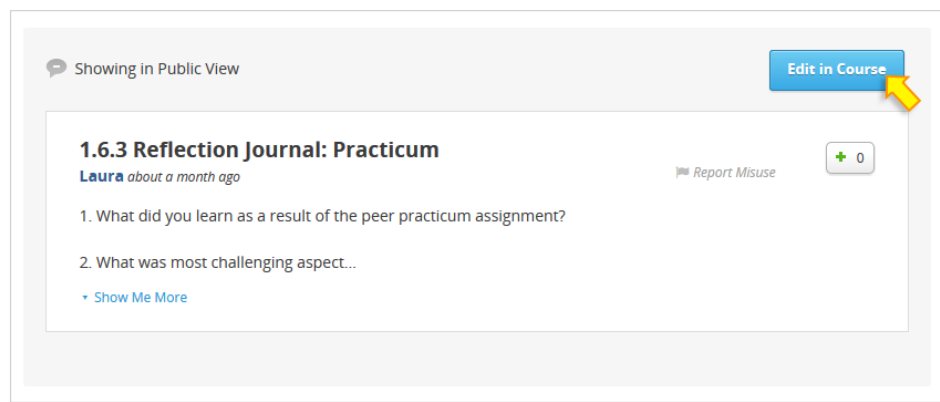 Showing in Public View
Edit in Course
1.6.3 Reflection Journal: Practicum
Laura about a month ago
Report Misuse
0
1. What did you learn as a result of the peer practicum assignment?
2. What was most challenging aspect...
Show Me More